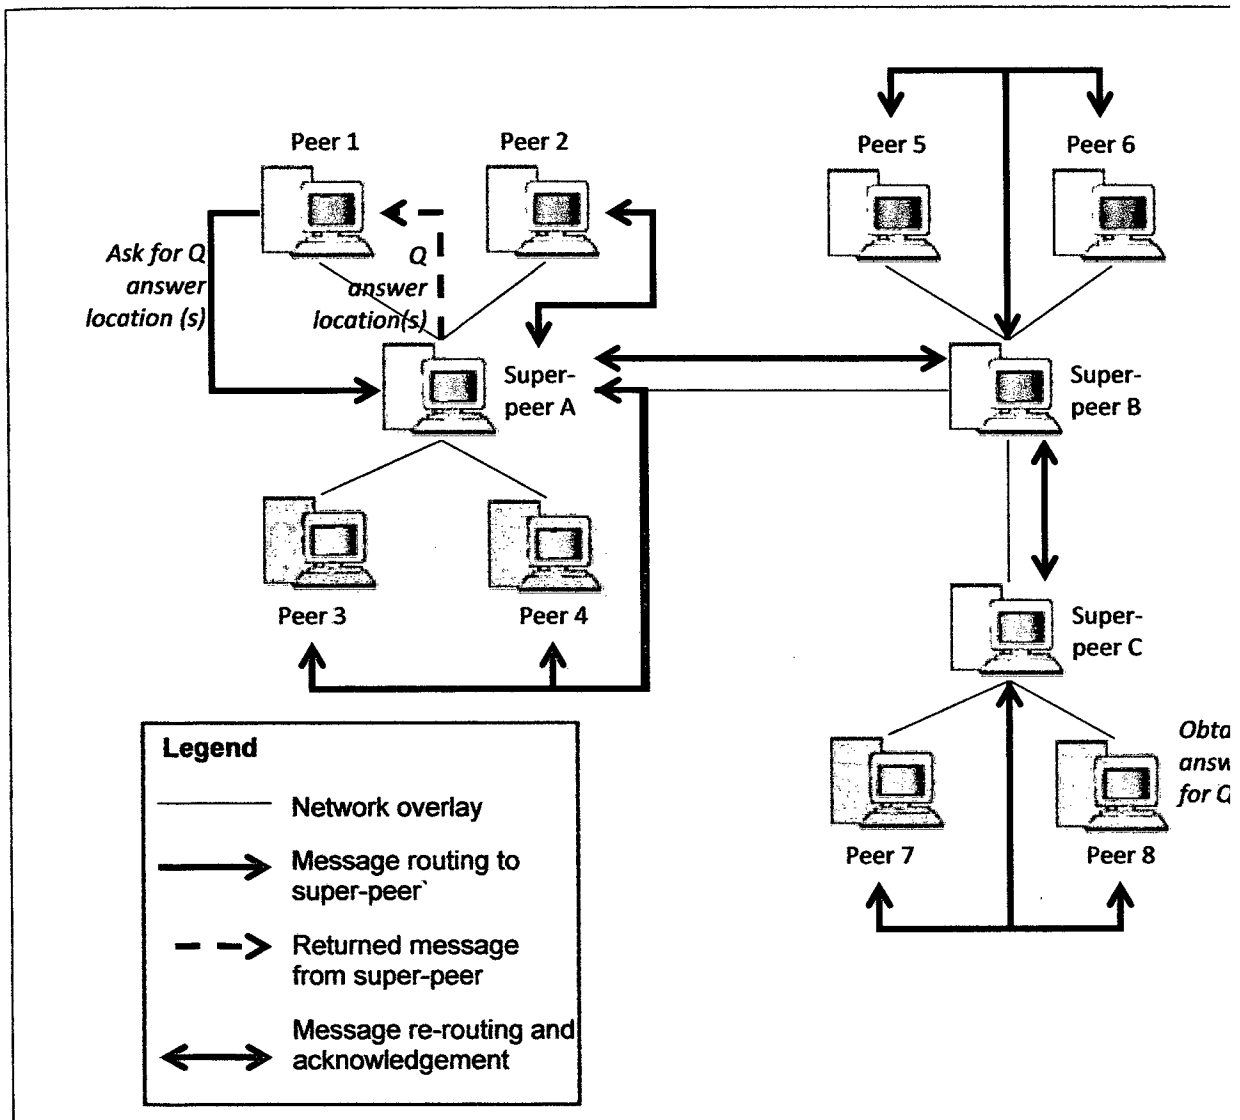 Peer 1
Peer 2
Peer 5
Peer 6
Ask for Q
answer
location (s)
Q
answer
location(s)
Super-
peer A
Super-
peer B
Peer 3
Peer 4
Super-
peer C
Legend
Network overlay
Message routing to
super-peer
Returned message
from super-peer
Message re-routing and
acknowledgement
Peer 7
Peer 8
for